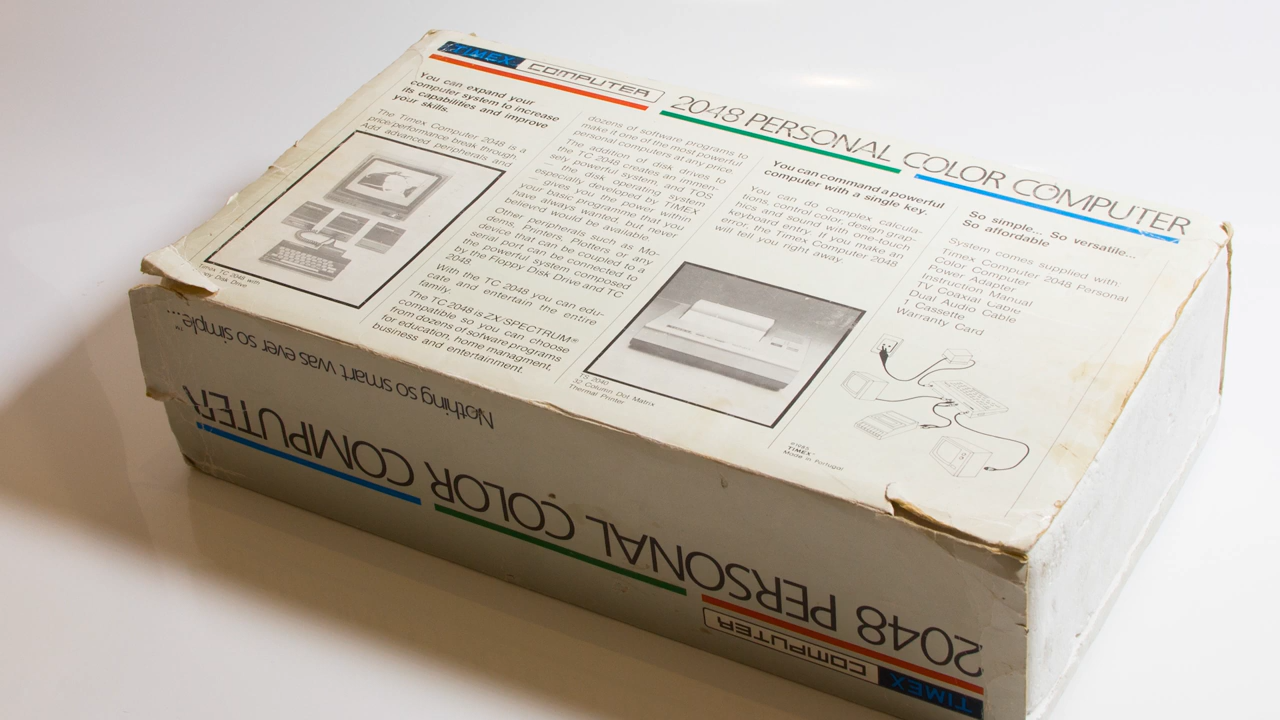 TIMEX COMPUTER
2048 PERSONAL COLOR COMPUTER
You can expand your
computer system to increase
its capabilities and improve
your skills.
The Timex Computer 2048 is a
price/performance break through
Add advanced peripherals and
TC 2048 with
Disk Drive
dozens of software programs to
make it one of the most powerful
personal computers at any price.
The addition of disk drives to
the TC 2048 creates an immen-
sely powerful system, and TOS
— the disk operating system
especially developed by TIMEX
— gives you the power within
your basic programme that you
have always wanted, but never
believed would be available.
Other peripherals such as Mo-
dims, Printers, Plotters or any
device that can be coupled to a
serial port can be connected to
the powerful System composed
by the Floppy Disk Drive and TC
2048
With the TC 2048 you can edu-
cate and entertain the entire
family.
The TC 2048 is ZX/SPECTRUM®
compatible so you can choose
from dozens of software programs
for education, home managment,
business and entertainment.
You can command a powerful
computer with a single key.
You can do complex calcula-
tions, control color, design grap-
hics and sound with one-touch
keyboard entry. If you make an
error, the Timex Computer 2048
will tell you right away.
TS 2040
32 Column Dot Matrix
Thermal Printer
So simple... So versatile...
So affordable
System comes supplied with:
Timex Computer 2048 Personal
Color Computer
Power Adapter
Instruction Manual
TV Coaxial Cable
Dual Audio Cable
1 Cassette
Warranty Card
©1985
TIMEX™
Made in Portugal
TIMEX COMPUTER
2048 PERSONAL COLOR COMPUTER
Nothing so smart was ever so simple...™